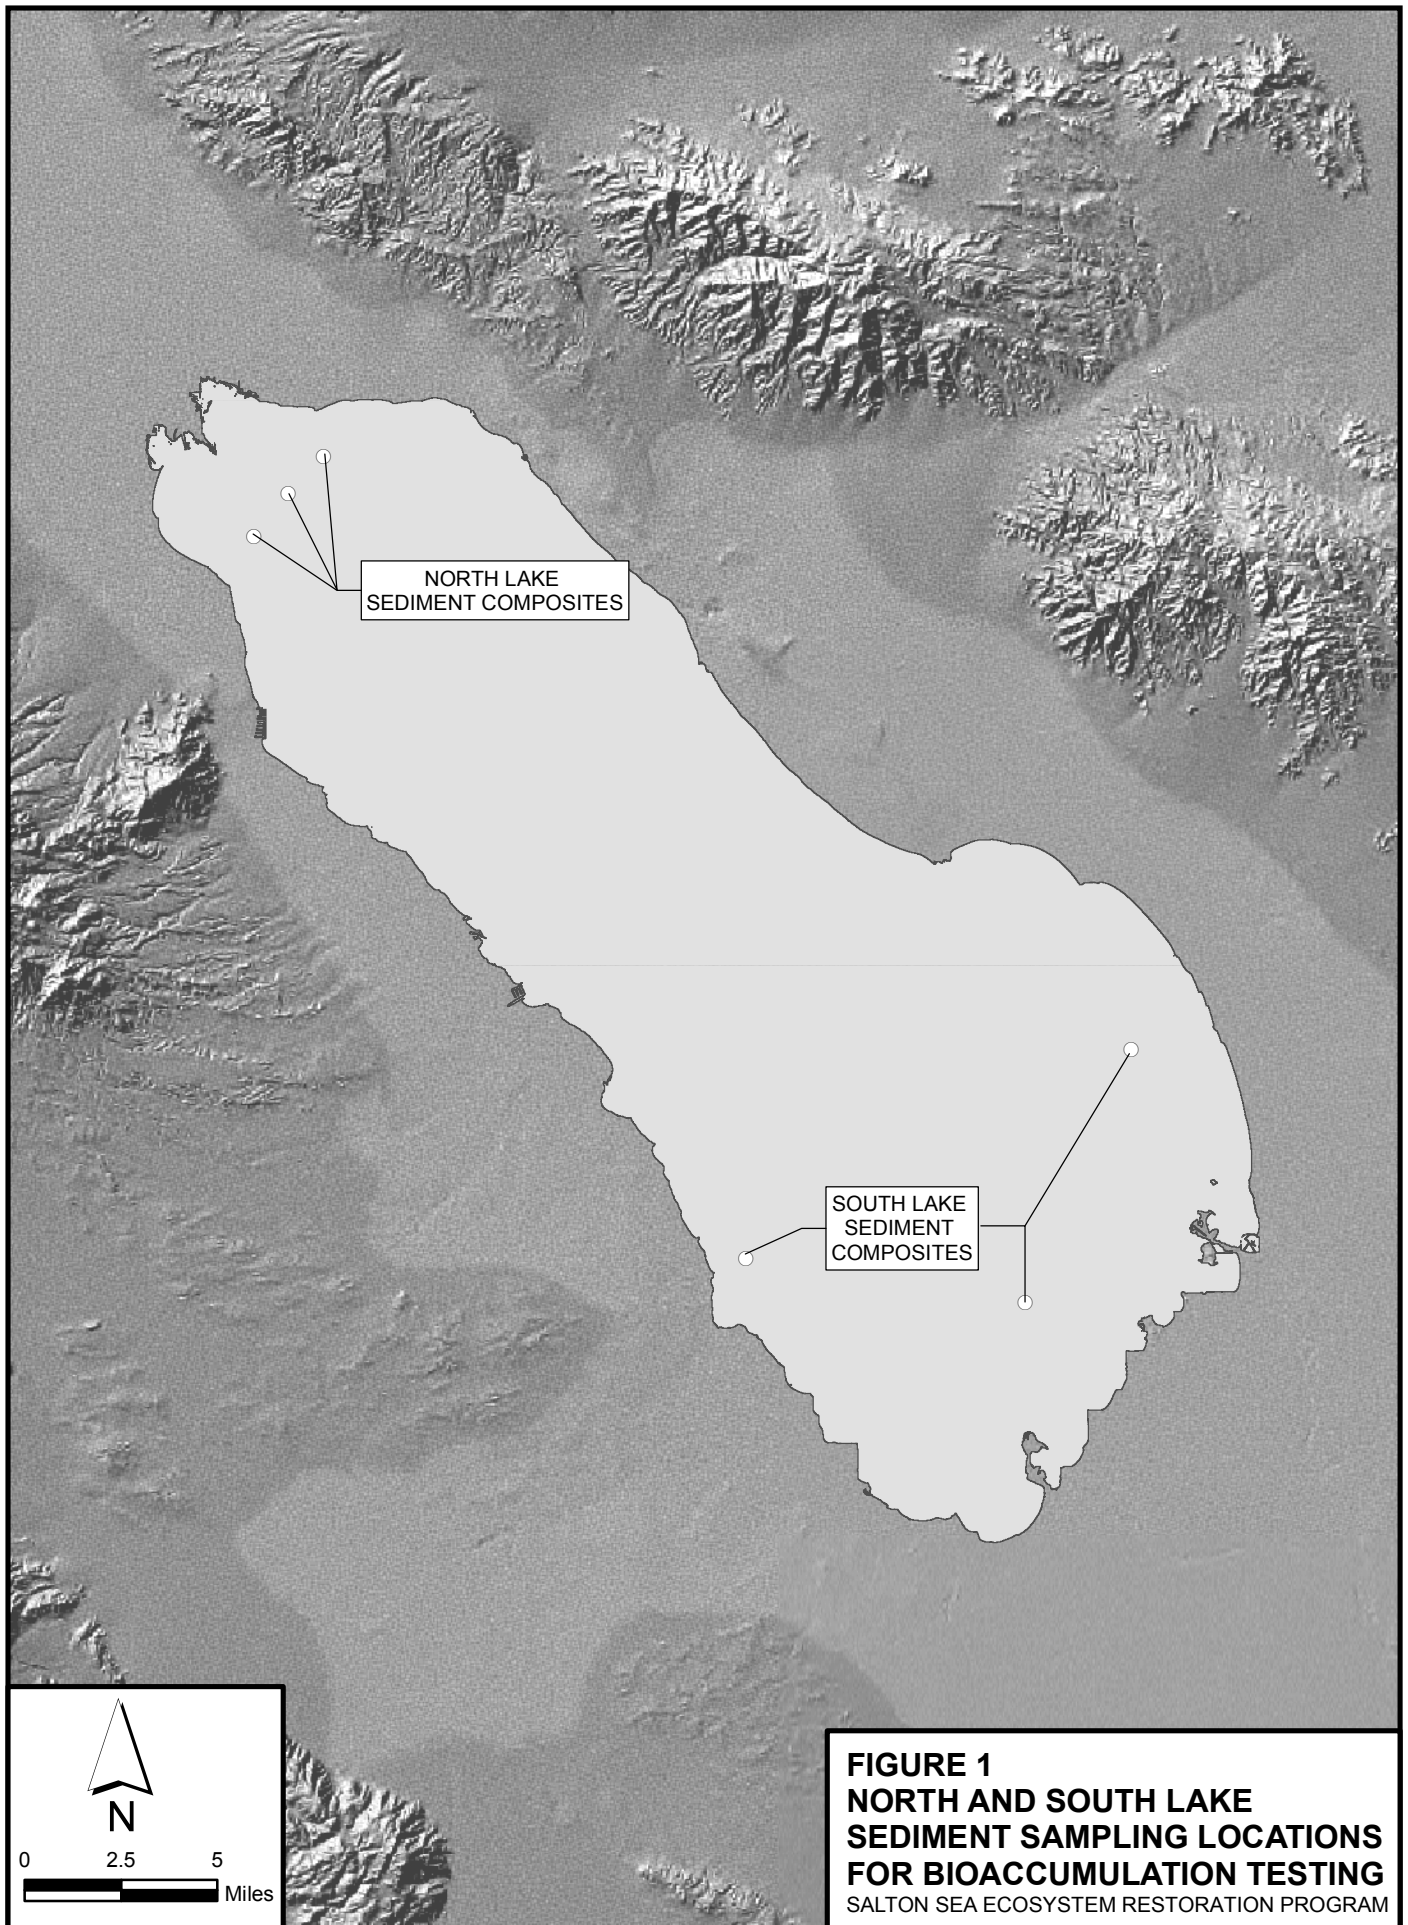 NORTH LAKE
SEDIMENT COMPOSITES
SOUTH LAKE
SEDIMENT
COMPOSITES
N
0 2.5 5
Miles
FIGURE 1
NORTH AND SOUTH LAKE
SEDIMENT SAMPLING LOCATIONS
FOR BIOACCUMULATION TESTING
SALTON SEA ECOSYSTEM RESTORATION PROGRAM